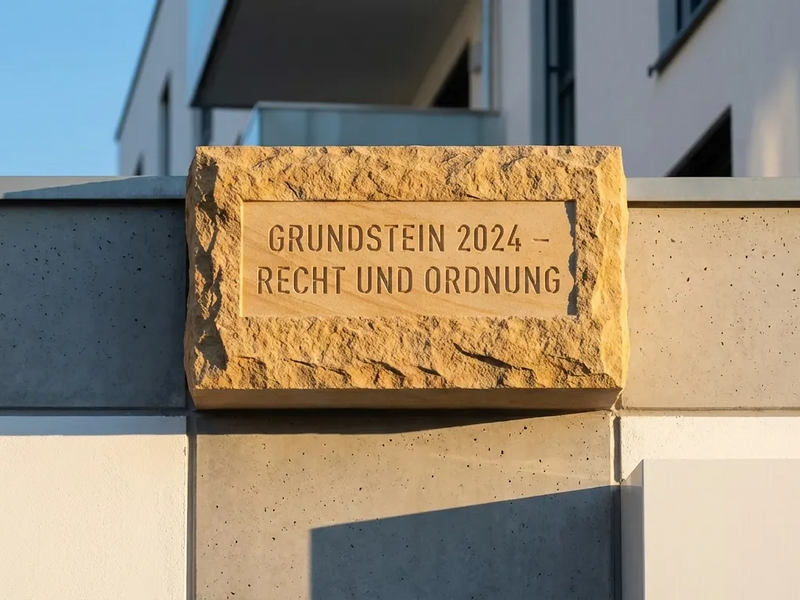 GRUNDSTEIN 2024 –
RECHT UND ORDNUNG